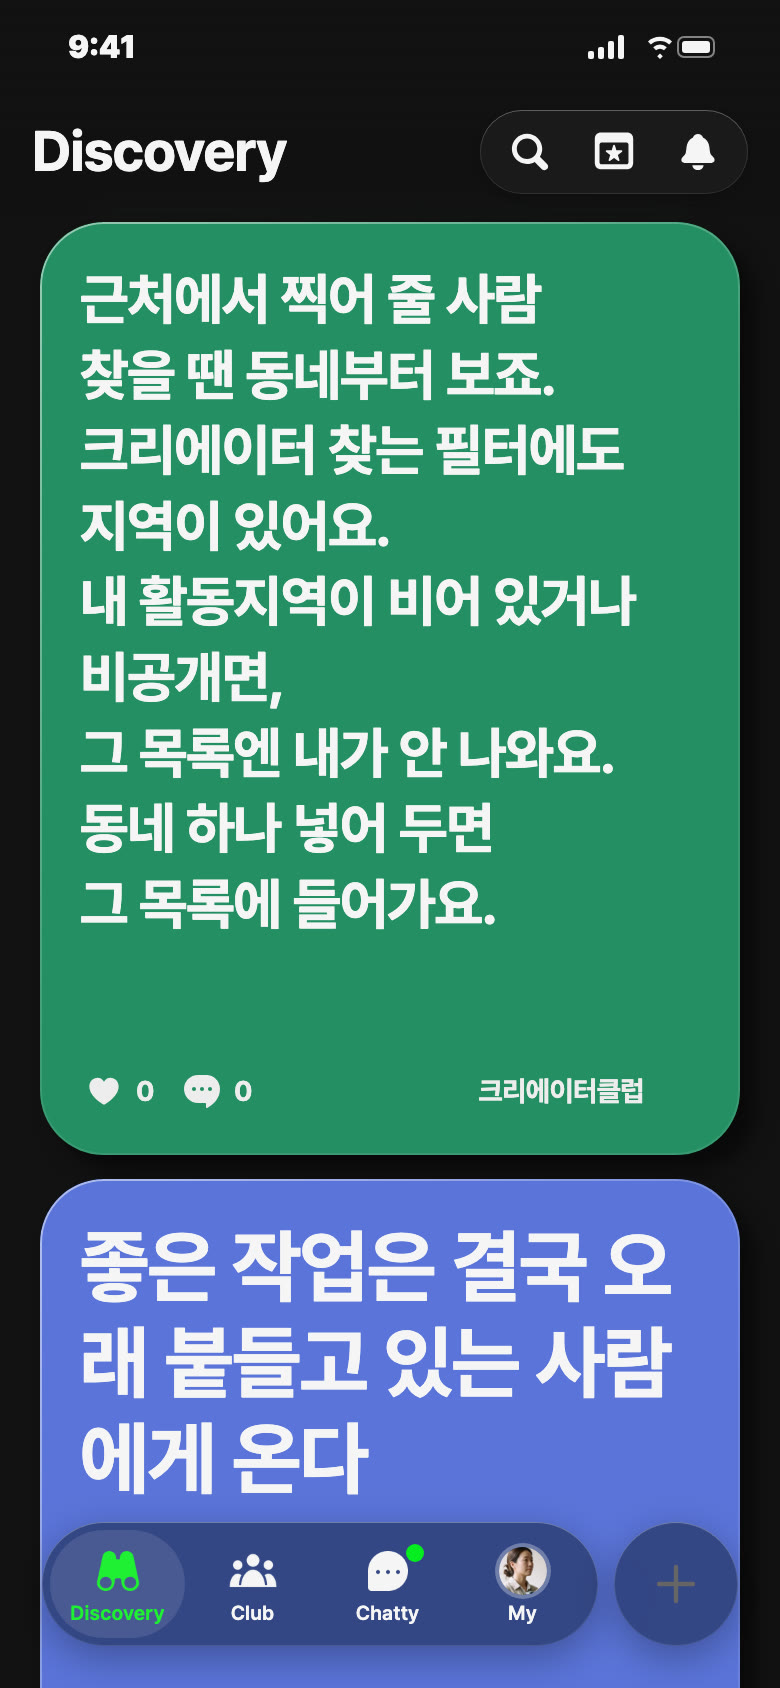 9:41
Discovery
근처에서 찍어 줄 사람
찾을 땐 동네부터 보죠.
크리에이터 찾는 필터에도
지역이 있어요.
내 활동지역이 비어 있거나
비공개면,
그 목록엔 내가 안 나와요.
동네 하나 넣어 두면
그 목록에 들어가요.
0 0 크리에이터클럽
좋은 작업은 결국 오
래 붙들고 있는 사람
에게 온다
Discovery Club Chatty My